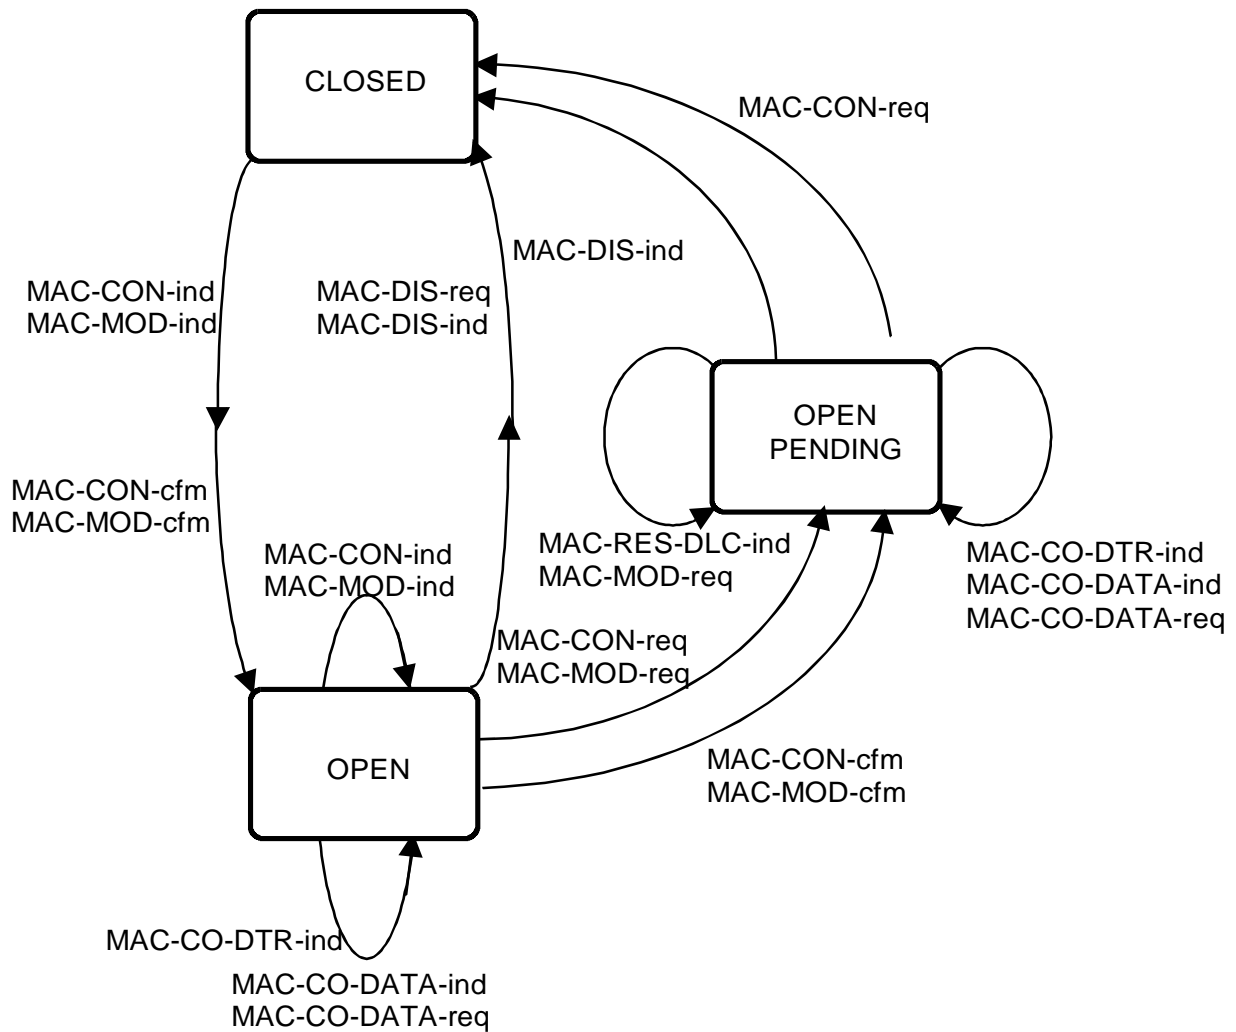 CLOSED
MAC-CON-req
MAC-DIS-ind
MAC-CON-ind
MAC-MOD-ind
MAC-DIS-req
MAC-DIS-ind
OPEN
PENDING
MAC-CON-cfm
MAC-MOD-cfm
MAC-CON-ind
MAC-MOD-ind
MAC-RES-DLC-ind
MAC-MOD-req
MAC-CO-DTR-ind
MAC-CO-DATA-ind
MAC-CO-DATA-req
MAC-CON-req
MAC-MOD-req
OPEN
MAC-CON-cfm
MAC-MOD-cfm
MAC-CO-DTR-ind
MAC-CO-DATA-ind
MAC-CO-DATA-req